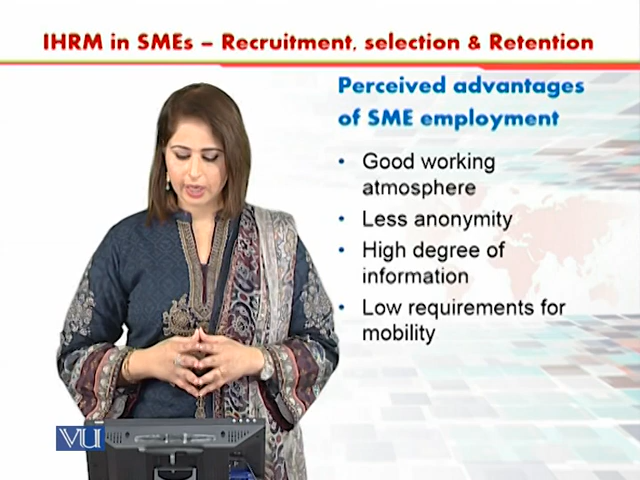 IHRM in SMEs – Recruitment, selection & Retention
Perceived advantages
of SME employment
• Good working
atmosphere
• Less anonymity
• High degree of
information
• Low requirements for
mobility
VU